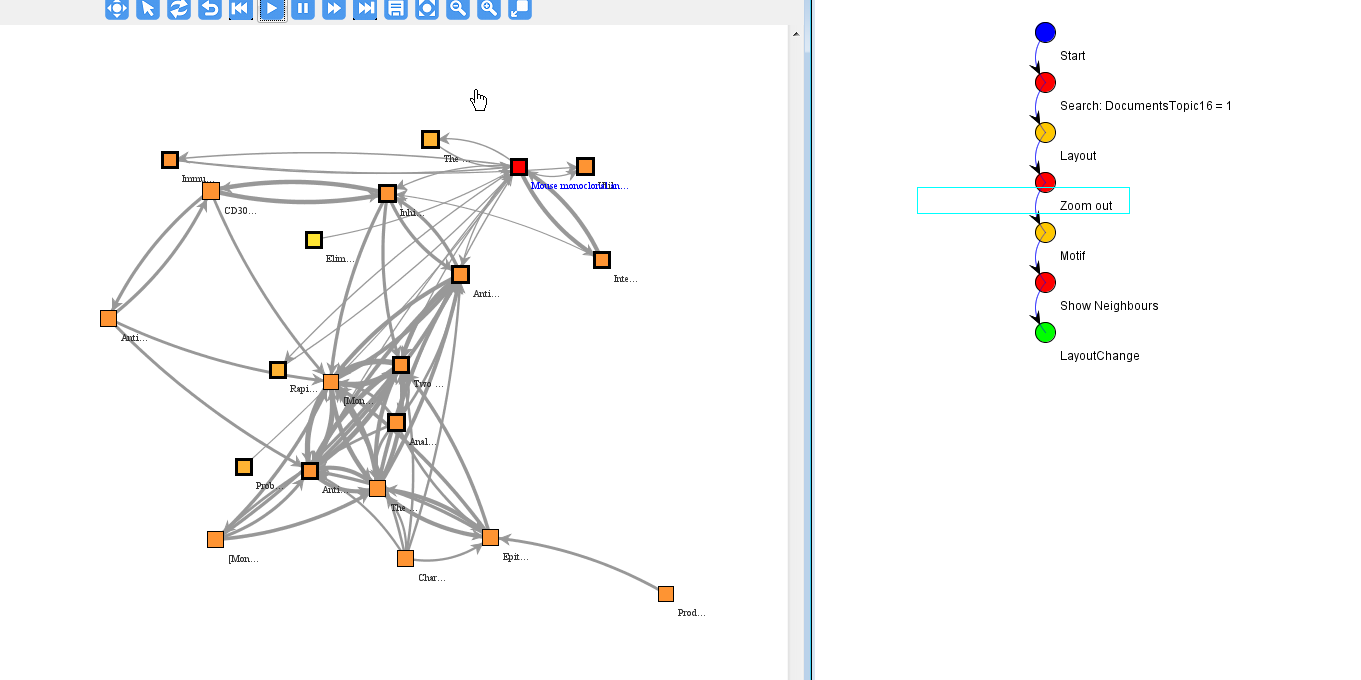 The ...
Immu...
Mouse monoclonal
CD30...
Inhi...
Elim...
Inte...
Anti...
Anti...
Rapi...
Two ...
[Mon...
Anal...
Prob...
Anti...
The ...
[Mon...
Epit...
Char...
Prod...
Start
Search: DocumentsTopic16 = 1
Layout
Zoom out
Motif
Show Neighbours
LayoutChange